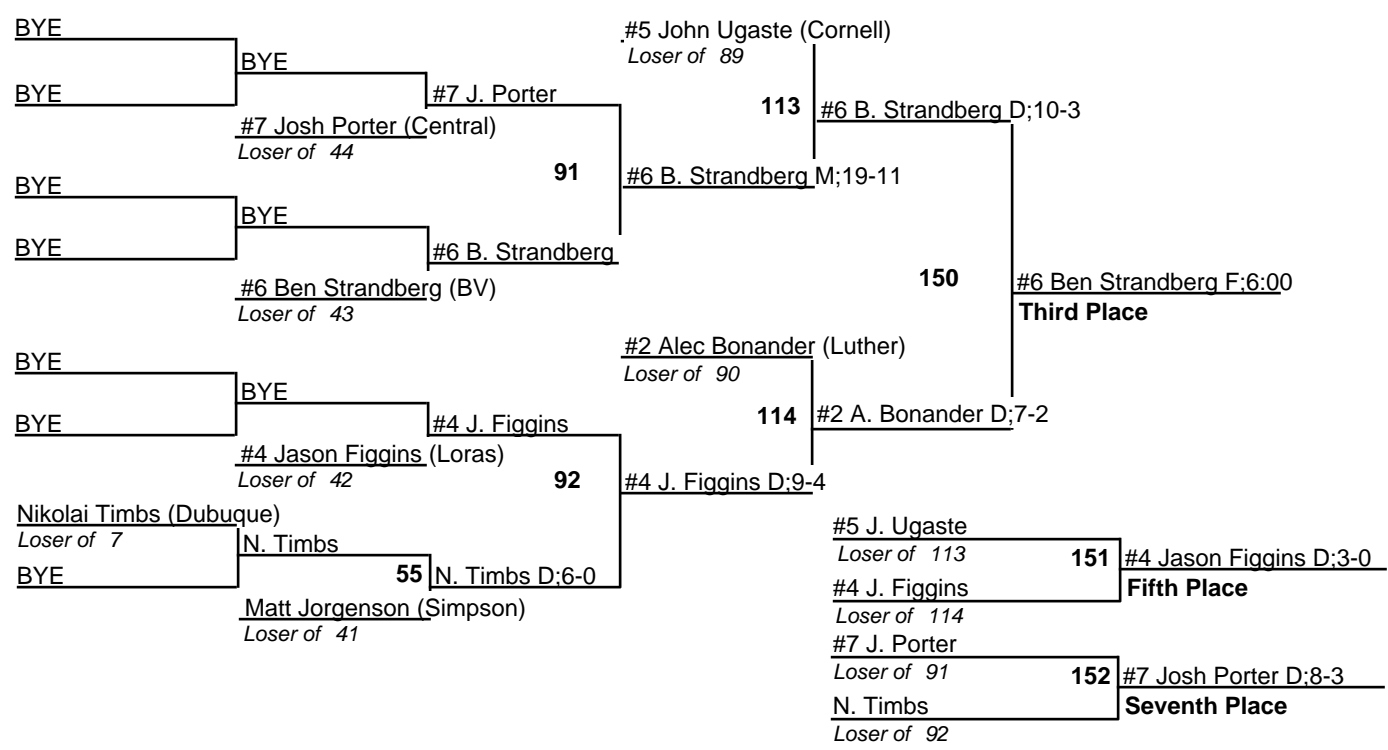 BYE
BYE
BYE
#7 Josh Porter (Central)
Loser of 44
#7 J. Porter
BYE
BYE
BYE
#6 Ben Strandberg (BV)
Loser of 43
#6 B. Strandberg
91
#5 John Ugaste (Cornell)
Loser of 89
#6 B. Strandberg M;19-11
113
#6 B. Strandberg D;10-3
BYE
BYE
BYE
#4 Jason Figgins (Loras)
Loser of 42
#4 J. Figgins
Nikolai Timbs (Dubuque)
Loser of 7
BYE
N. Timbs
Matt Jorgenson (Simpson)
Loser of 41
55
N. Timbs D;6-0
92
#2 Alec Bonander (Luther)
Loser of 90
#4 J. Figgins D;9-4
114
#2 A. Bonander D;7-2
150
#6 Ben Strandberg F;6:00
Third Place
#5 J. Ugaste
Loser of 113
#4 J. Figgins
Loser of 114
151
#4 Jason Figgins D;3-0
Fifth Place
#7 J. Porter
Loser of 91
N. Timbs
Loser of 92
152
#7 Josh Porter D;8-3
Seventh Place